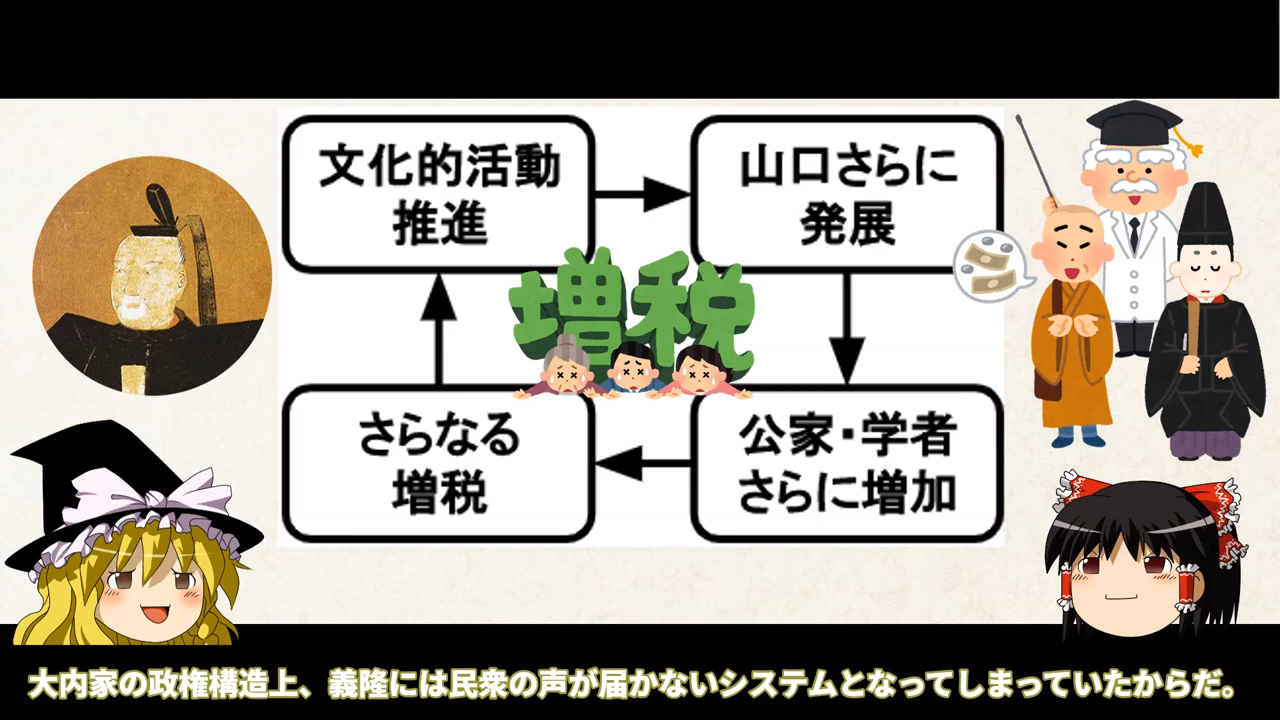 文化的活動
推進
山口さらに
発展
増税
さらなる
増税
公家・学者
さらに増加
大内家の政権構造上、義隆には民衆の声が届かないシステムとなってしまっていたからだ。